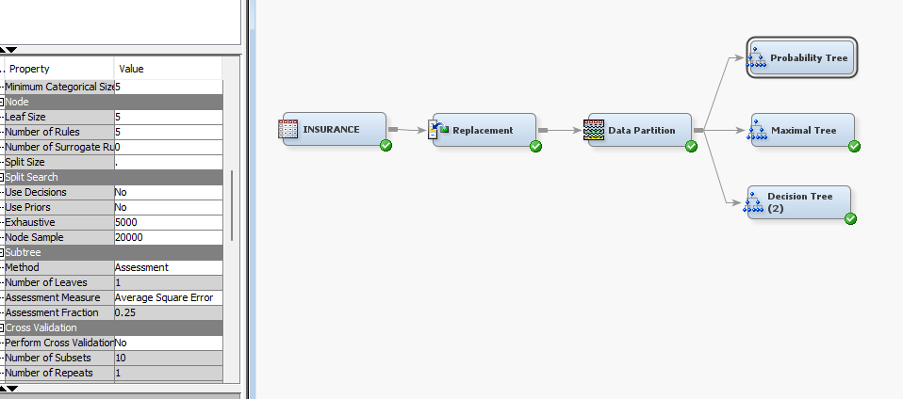 .. Property Value
Minimum Categorical Size 5
Node
Leaf Size 5
Number of Rules 5
Number of Surrogate Ru 0
Split Size .
Split Search
Use Decisions No
Use Priors No
Exhaustive 5000
Node Sample 20000
Subtree
Method Assessment
Number of Leaves 1
Assessment Measure Average Square Error
Assessment Fraction 0.25
Cross Validation
Perform Cross Validation No
Number of Subsets 10
Number of Repeats 1
INSURANCE
Replacement
Data Partition
Probability Tree
Maximal Tree
Decision Tree
(2)